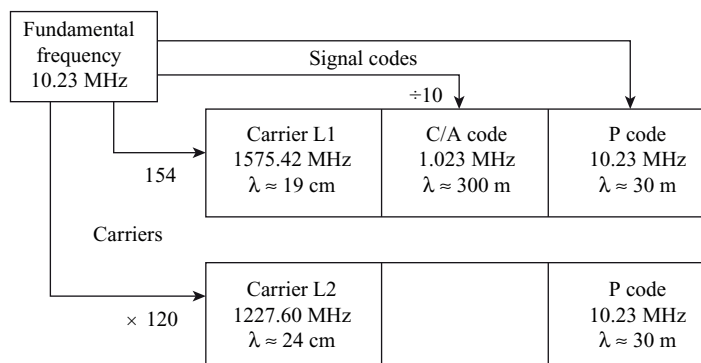 Fundamental
frequency
10.23 MHz
Signal codes
÷10
Carrier L1
1575.42 MHz
λ ≈ 19 cm
C/A code
1.023 MHz
λ ≈ 300 m
P code
10.23 MHz
λ ≈ 30 m
154
Carriers
× 120
Carrier L2
1227.60 MHz
λ ≈ 24 cm
P code
10.23 MHz
λ ≈ 30 m